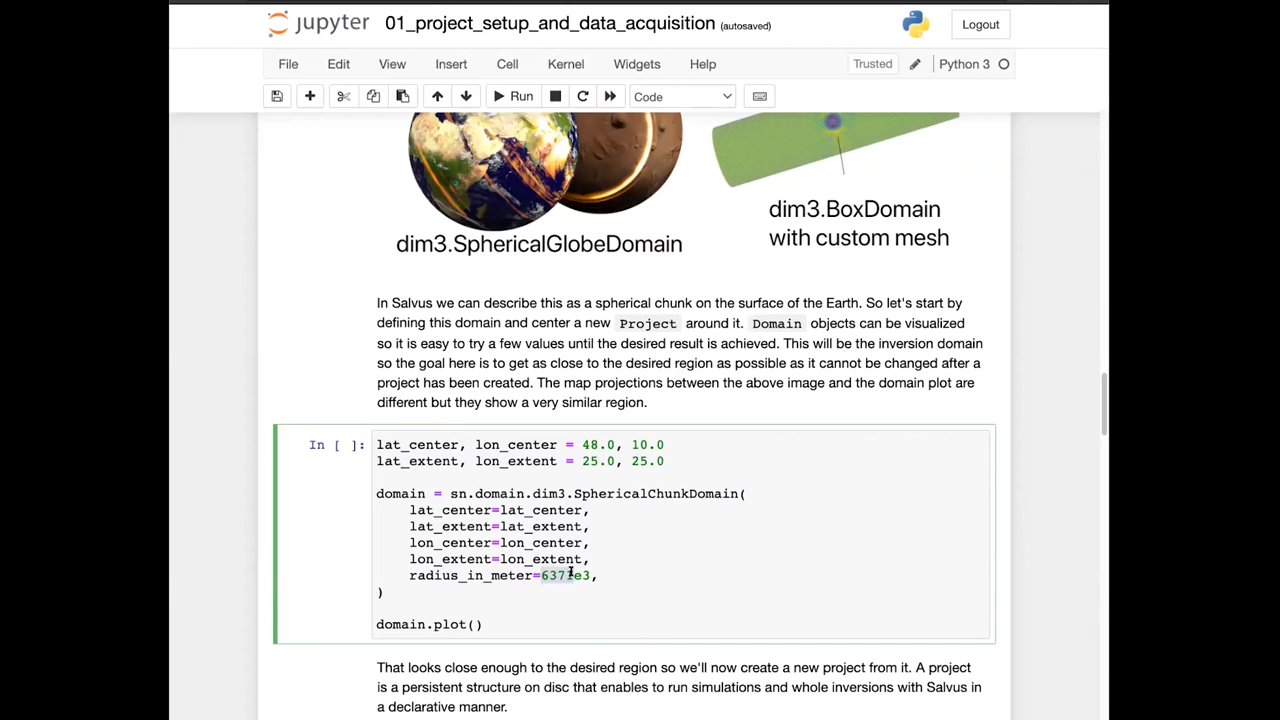 jupyter 01_project_setup_and_data_acquisition (autosaved) Logout
File Edit View Insert Cell Kernel Widgets Help Trusted Python 3
Run Code
dim3.SphericalGlobeDomain
dim3.BoxDomain
with custom mesh
In Salvus we can describe this as a spherical chunk on the surface of the Earth. So let's start by
defining this domain and center a new Project around it. Domain objects can be visualized
so it is easy to try a few values until the desired result is achieved. This will be the inversion domain
so the goal here is to get as close to the desired region as possible as it cannot be changed after a
project has been created. The map projections between the above image and the domain plot are
different but they show a very similar region.
In [ ]: lat_center, lon_center = 48.0, 10.0
lat_extent, lon_extent = 25.0, 25.0
domain = sn.domain.dim3.SphericalChunkDomain(
lat_center=lat_center,
lat_extent=lat_extent,
lon_center=lon_center,
lon_extent=lon_extent,
radius_in_meter=6371e3,
)
domain.plot()
That looks close enough to the desired region so we'll now create a new project from it. A project
is a persistent structure on disc that enables to run simulations and whole inversions with Salvus in
a declarative manner.